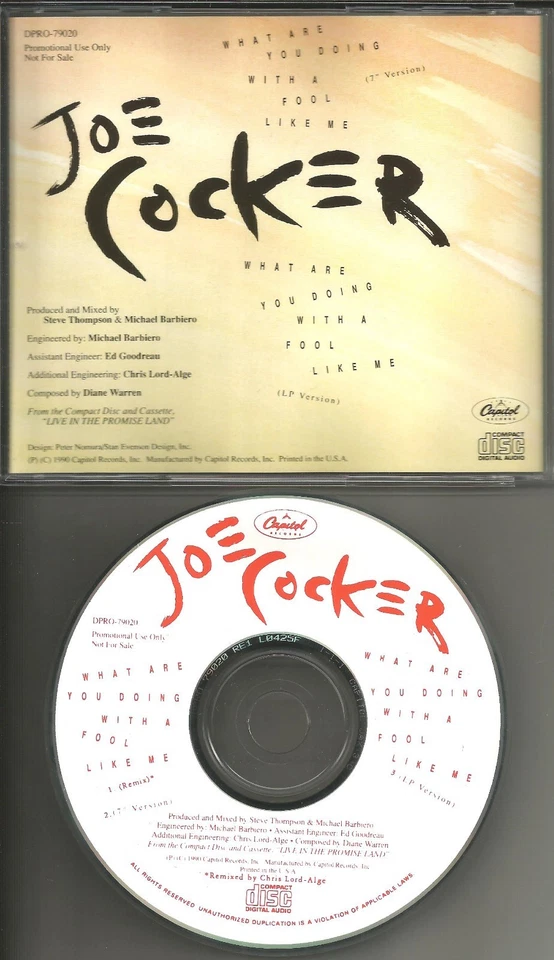 DPRO-79020
Promotional Use Only
Not For Sale
WHAT ARE
YOU DOING
WITH A
FOOL
LIKE ME
(7" Version)
JOE
COCKER
WHAT ARE
YOU DOING
WITH A
FOOL
LIKE ME
(LP Version)
Produced and Mixed by
Steve Thompson & Michael Barbiero
Engineered by: Michael Barbiero
Assistant Engineer: Ed Goodreau
Additional Engineering: Chris Lord-Alge
Composed by Diane Warren
From the Compact Disc and Cassette,
"LIVE IN THE PROMISE LAND"
Design: Peter Nomura/Stan Evenson Design, Inc.
(P) (C) 1990 Capitol Records, Inc. Manufactured by Capitol Records, Inc. Printed in the U.S.A.
Capitol
RECORDS
COMPACT
disc
DIGITAL AUDIO
Capitol
RECORDS
JOE COCKER
DPRO-79020
Promotional Use Only
Not For Sale
79020 RE1 L0425F
WHAT ARE
YOU DOING
WITH A
FOOL
LIKE ME
1. (Remix)*
2. (7" Version)
WHAT ARE
YOU DOING
WITH A
FOOL
LIKE ME
3 (LP Version)
Produced and Mixed by Steve Thompson & Michael Barbiero
Engineered by: Michael Barbiero • Assistant Engineer: Ed Goudreau
Additional Engineering: Chris Lord-Alge • Composed by Diane Warren
From the Compact Disc and Cassette, "LIVE IN THE PROMISE LAND"
(P) (C) 1990 Capitol Records, Inc. Manufactured by Capitol Records, Inc.
Printed in the U.S.A.
*Remixed by Chris Lord-Alge
COMPACT
disc
DIGITAL AUDIO
ALL RIGHTS RESERVED. UNAUTHORIZED DUPLICATION IS A VIOLATION OF APPLICABLE LAWS.